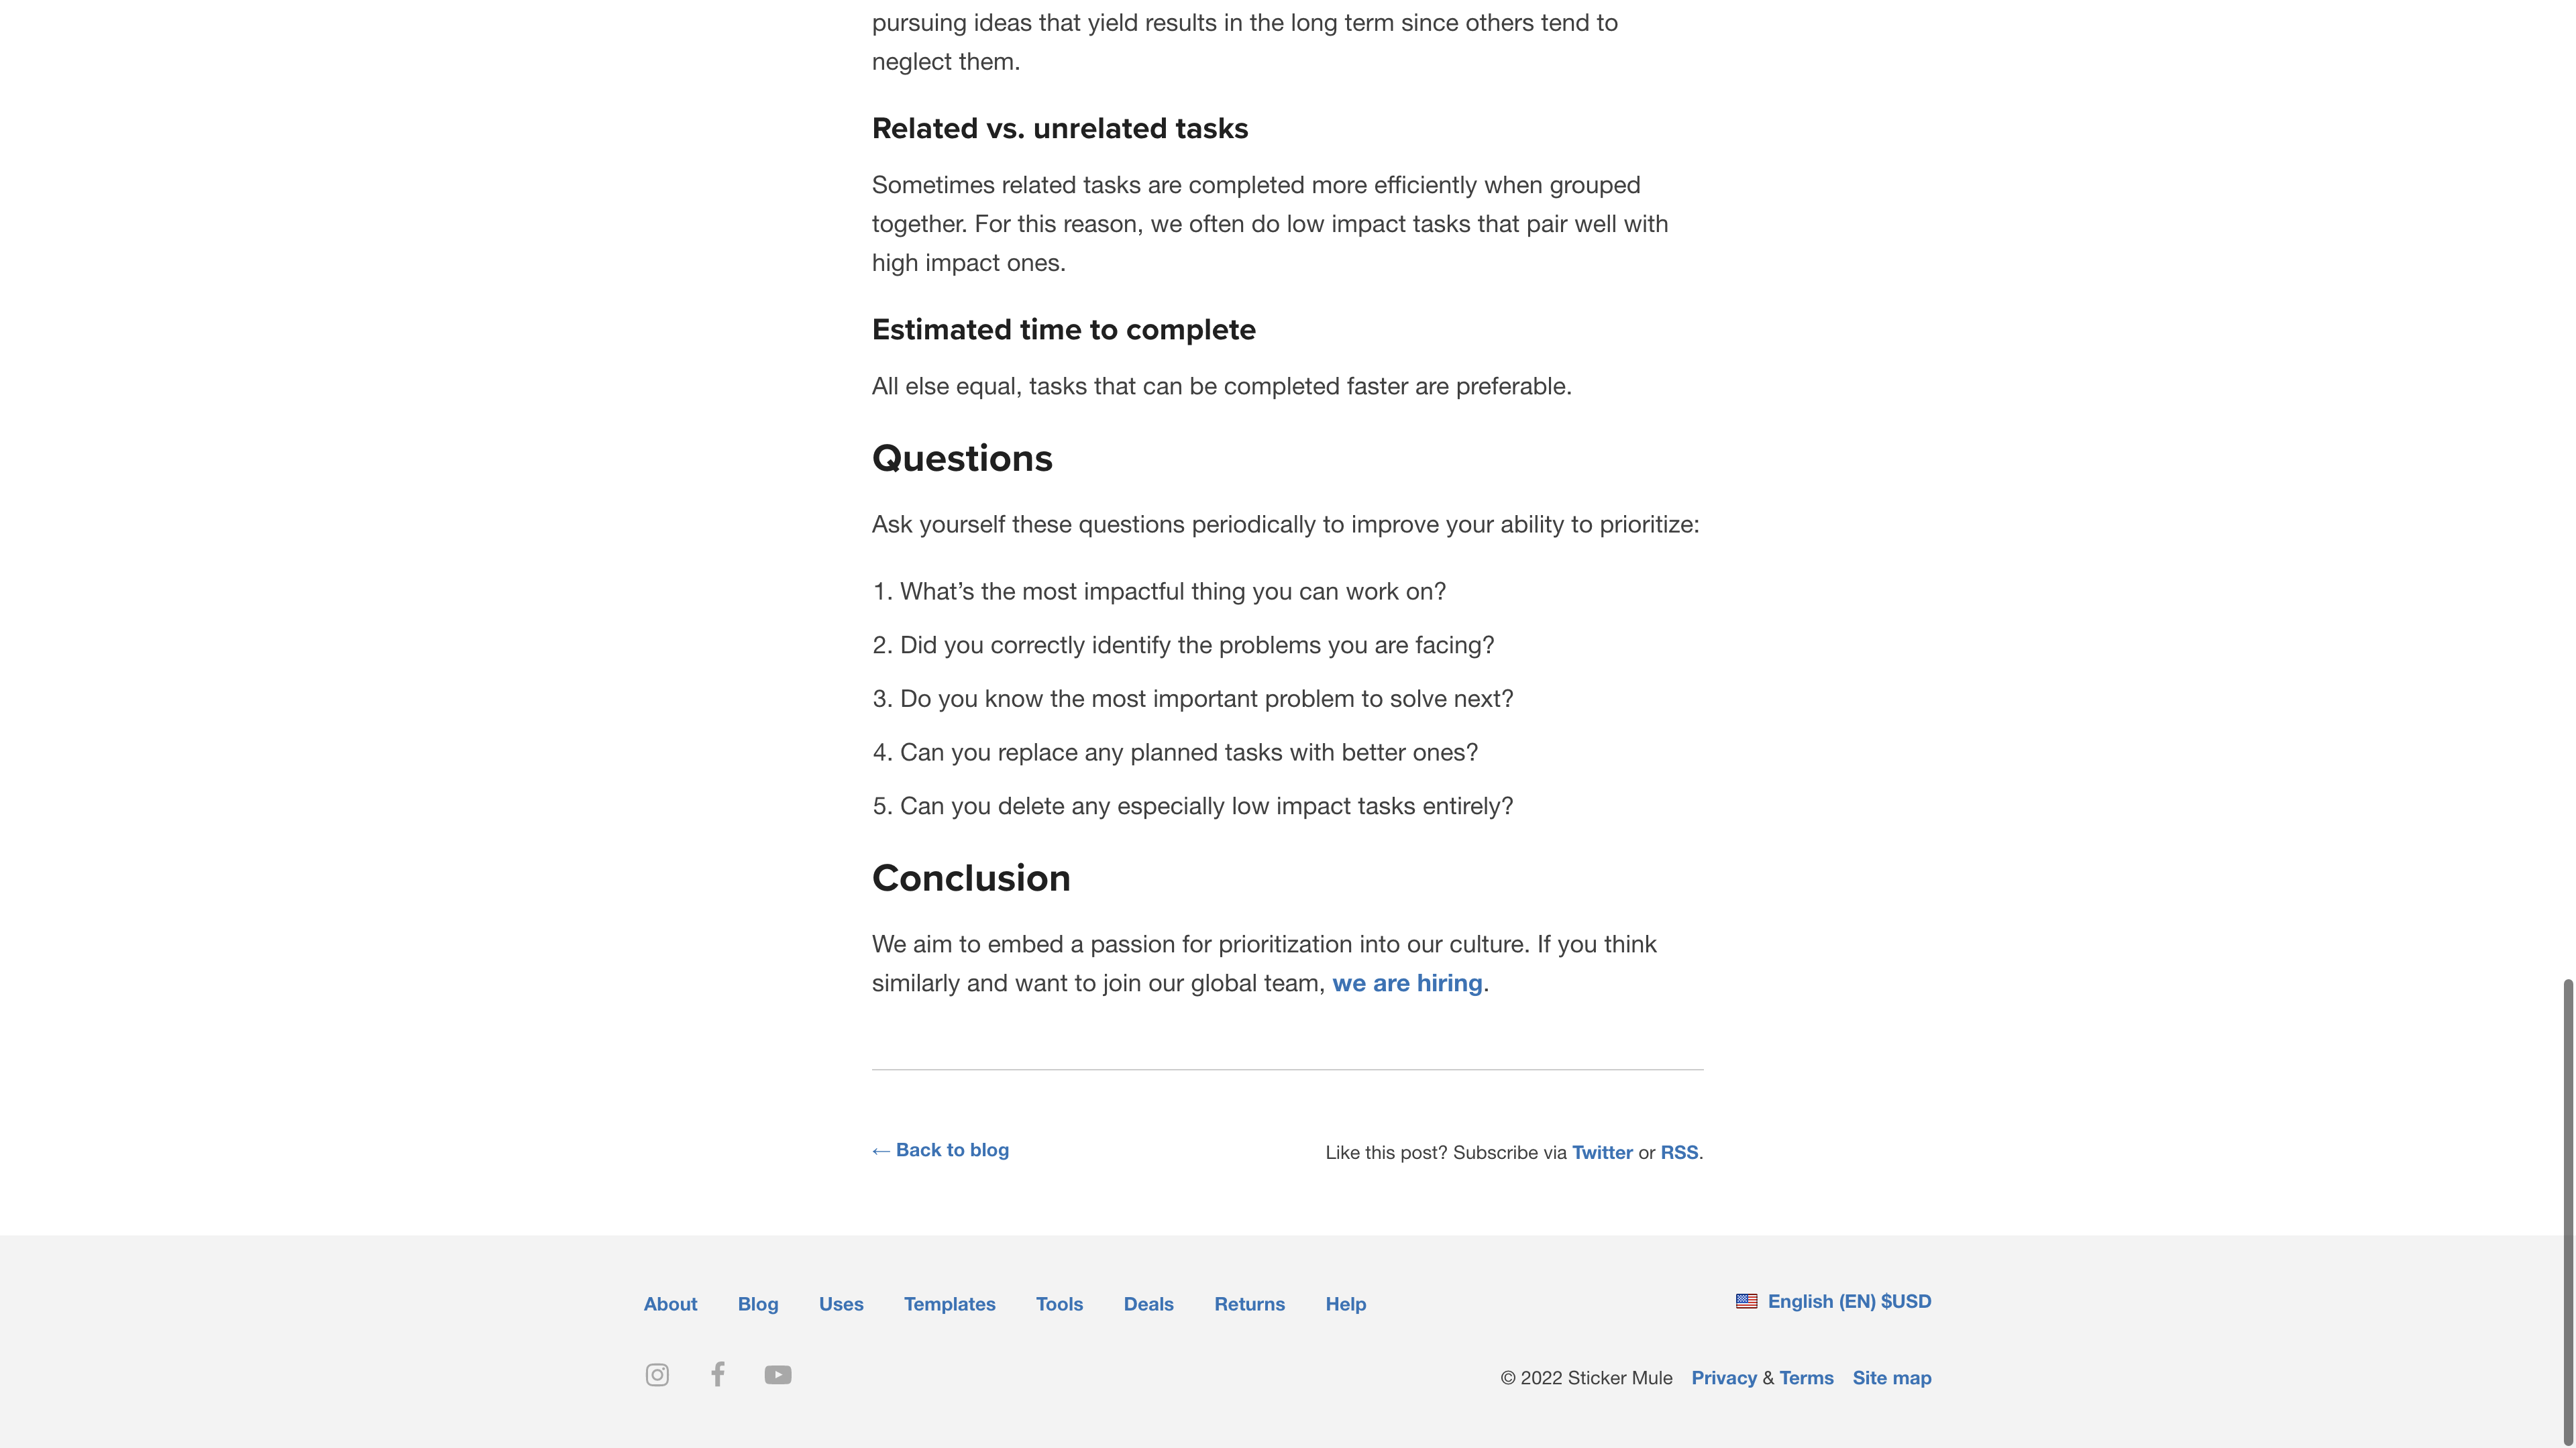 pursuing ideas that yield results in the long term since others tend to
neglect them.
Related vs. unrelated tasks
Sometimes related tasks are completed more efficiently when grouped
together. For this reason, we often do low impact tasks that pair well with
high impact ones.
Estimated time to complete
All else equal, tasks that can be completed faster are preferable.
Questions
Ask yourself these questions periodically to improve your ability to prioritize:
1. What’s the most impactful thing you can work on?
2. Did you correctly identify the problems you are facing?
3. Do you know the most important problem to solve next?
4. Can you replace any planned tasks with better ones?
5. Can you delete any especially low impact tasks entirely?
Conclusion
We aim to embed a passion for prioritization into our culture. If you think
similarly and want to join our global team, we are hiring.
← Back to blog
Like this post? Subscribe via Twitter or RSS.
About Blog Uses Templates Tools Deals Returns Help
English (EN) $USD
© 2022 Sticker Mule Privacy & Terms Site map